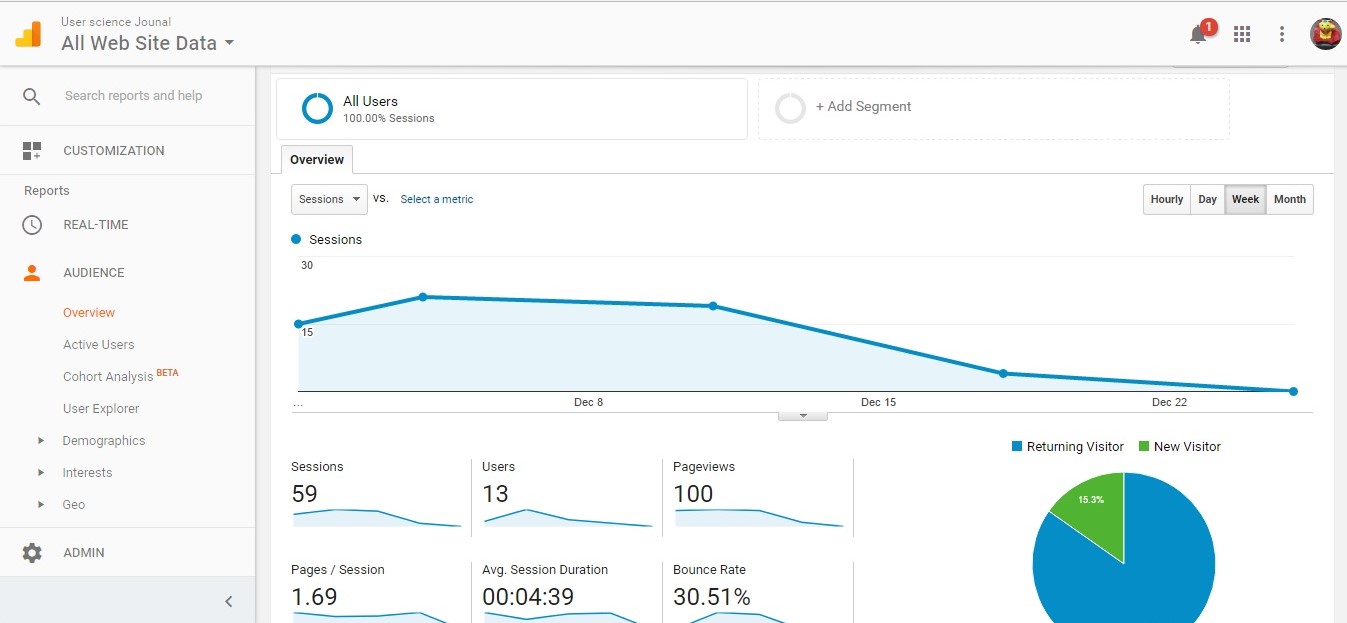 User science Jounal
All Web Site Data
1
Search reports and help
CUSTOMIZATION
Reports
REAL-TIME
AUDIENCE
Overview
Active Users
Cohort Analysis BETA
User Explorer
Demographics
Interests
Geo
ADMIN
All Users
100.00% Sessions
+ Add Segment
Overview
Sessions VS. Select a metric
Hourly Day Week Month
Sessions
30
15
... Dec 8 Dec 15 Dec 22
Returning Visitor New Visitor
15.3%
Sessions Users Pageviews
59 13 100
Pages / Session Avg. Session Duration Bounce Rate
1.69 00:04:39 30.51%